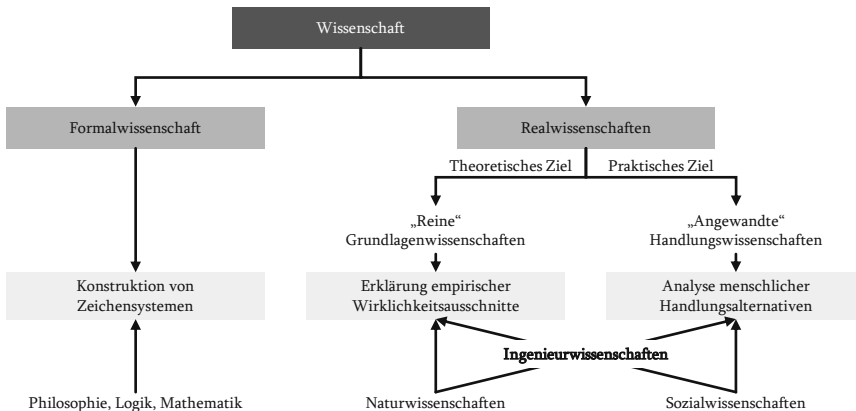 Wissenschaft
Formalwissenschaft
Realwissenschaften
Theoretisches Ziel
Praktisches Ziel
„Reine“
Grundlagenwissenschaften
„Angewandte“
Handlungswissenschaften
Konstruktion von
Zeichensystemen
Erklärung empirischer
Wirklichkeitsausschnitte
Analyse menschlicher
Handlungsalternativen
Ingenieurwissenschaften
Philosophie, Logik, Mathematik
Naturwissenschaften
Sozialwissenschaften